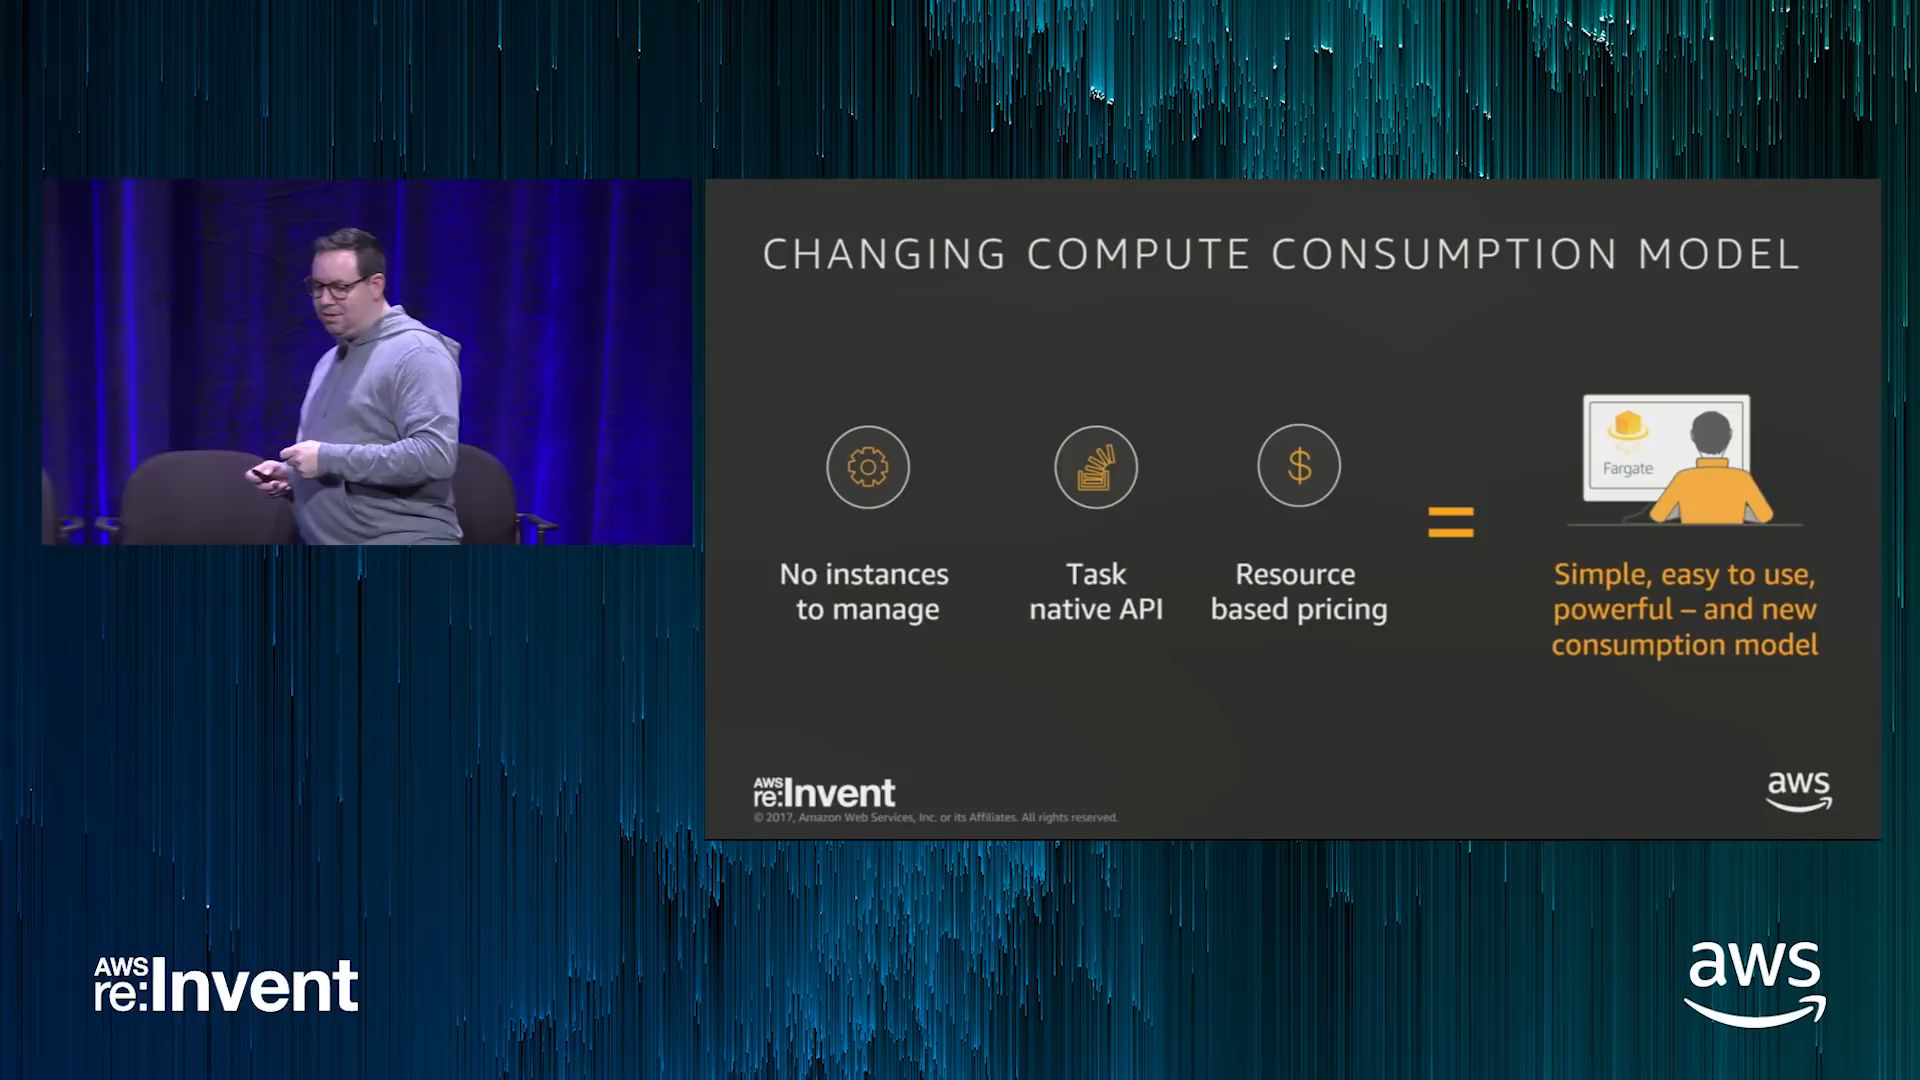 CHANGING COMPUTE CONSUMPTION MODEL
Fargate
No instances
to manage
Task
native API
Resource
based pricing
=
Simple, easy to use,
powerful – and new
consumption model
AWS
re:Invent
© 2017, Amazon Web Services, Inc. or its Affiliates. All rights reserved.
aws
AWS
re:Invent
aws